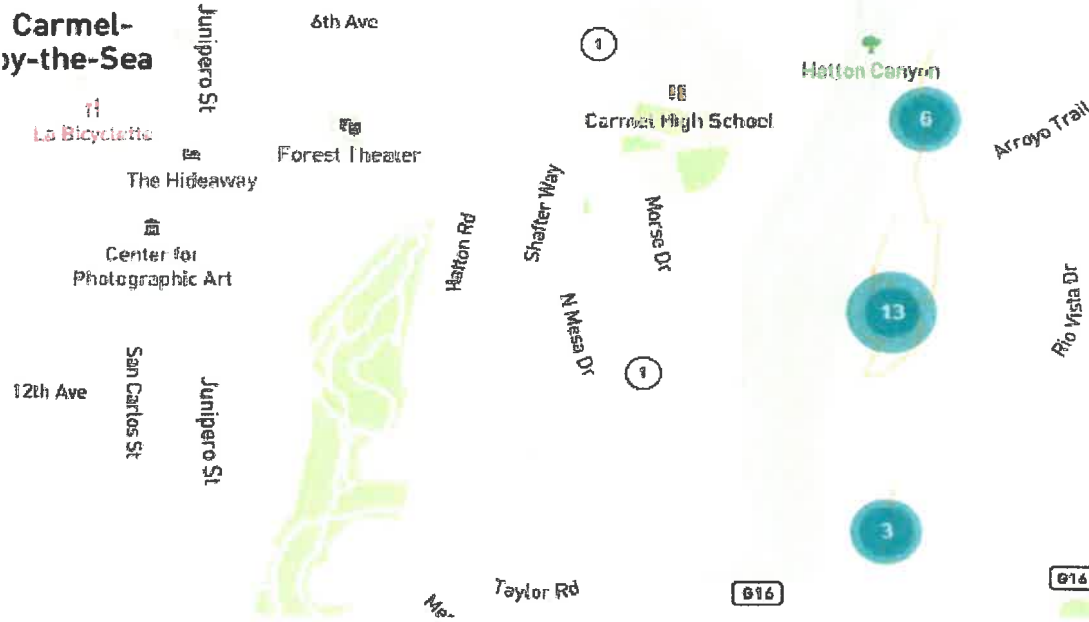 Carmel-
by-the-Sea
Junipero St
6th Ave
1
Hatton Canyon
La Bicyclette
Forest Theater
Carmel High School
6
Arroyo Trail
The Hideaway
Center for
Photographic Art
Hatton Rd
Shafter Way
Morse Dr
N Mesa Dr
13
Rio Vista Dr
12th Ave
San Carlos St
Junipero St
1
3
Taylor Rd
G16
G16